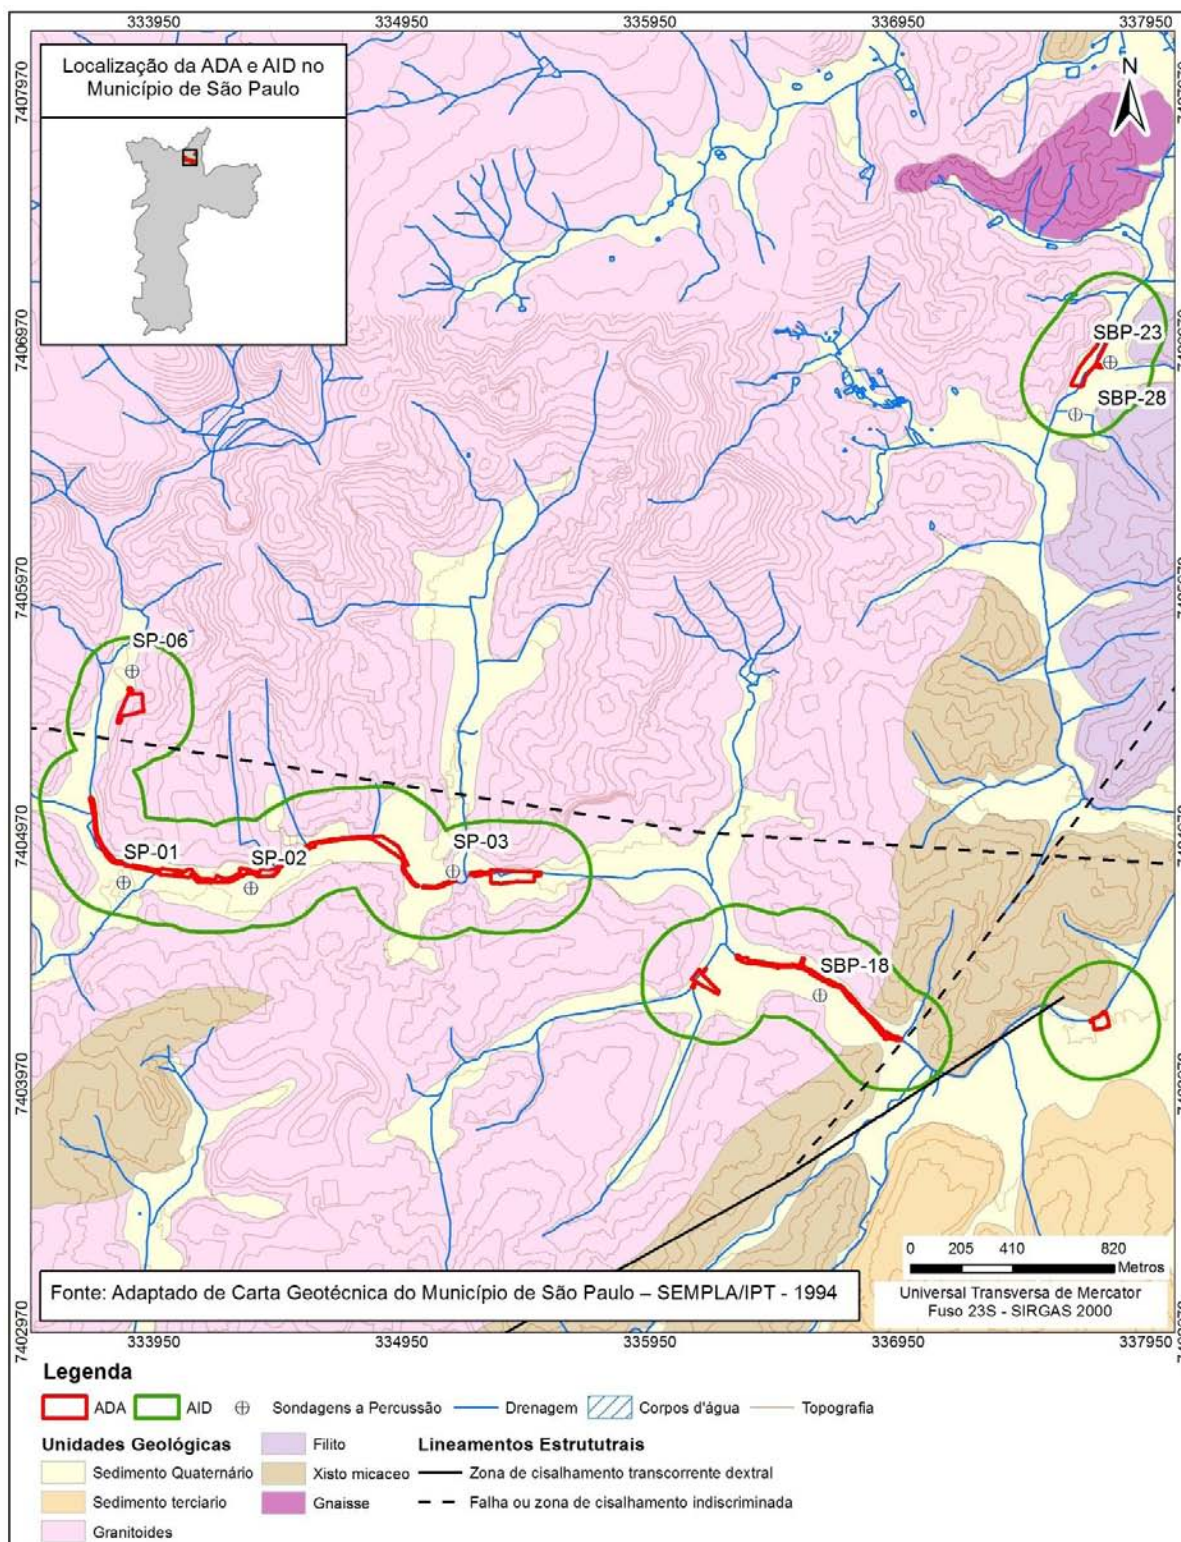 333950 334950 335950 336950 337950
Localização da ADA e AID no
Município de São Paulo
N
7407970
7406970
7405970
7404970
7403970
7402970
SBP-23
SBP-28
SP-06
SP-01
SP-02
SP-03
SBP-18
0 205 410 820
Metros
Universal Transversa de Mercator
Fuso 23S - SIRGAS 2000
Fonte: Adaptado de Carta Geotécnica do Município de São Paulo – SEMPLA/IPT - 1994
333950 334950 335950 336950 337950
Legenda
ADA AID Sondagens a Percussão Drenagem Corpos d'água Topografia
Unidades Geológicas
Sedimento Quaternário
Sedimento terciario
Granitoides
Filito
Xisto micaceo
Gnaisse
Lineamentos Estrututrais
Zona de cisalhamento transcorrente dextral
Falha ou zona de cisalhamento indiscriminada